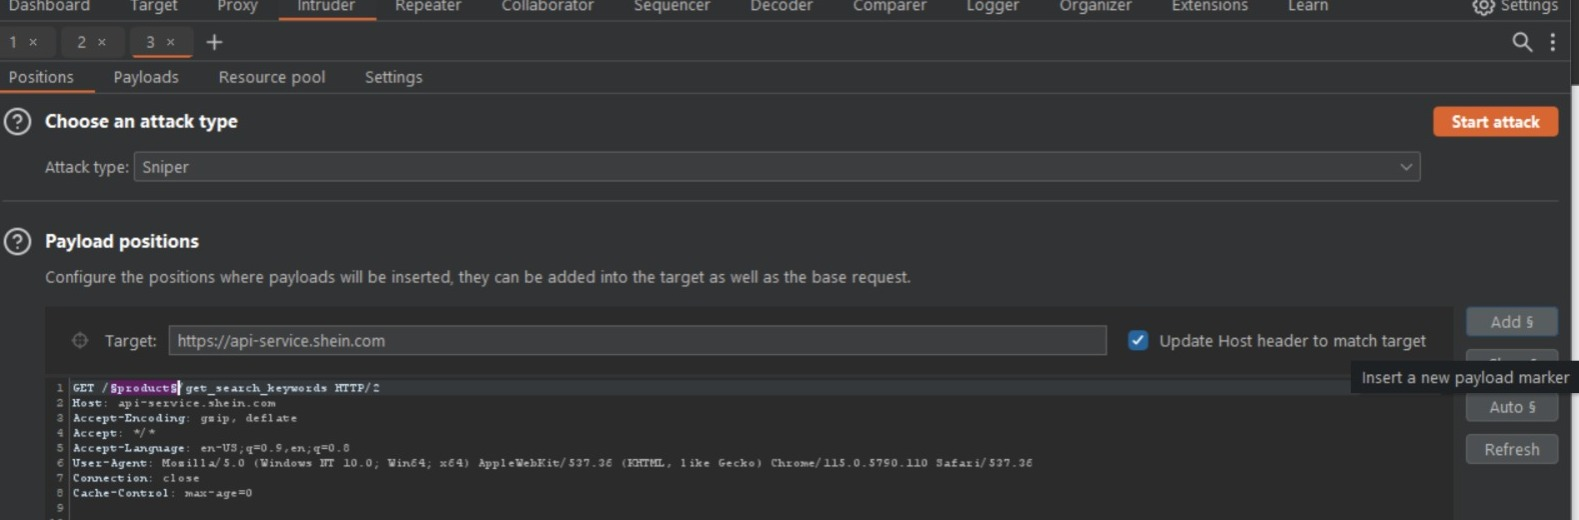 Dashboard Target Proxy Intruder Repeater Collaborator Sequencer Decoder Comparer Logger Organizer Extensions Learn Settings
1 × 2 × 3 × +
Positions Payloads Resource pool Settings
? Choose an attack type
Start attack
Attack type: Sniper
? Payload positions
Configure the positions where payloads will be inserted, they can be added into the target as well as the base request.
Add §
Target: https://api-service.shein.com
Update Host header to match target
Insert a new payload marker
Auto §
Refresh
1 GET /§product§/get_search_keywords HTTP/2
2 Host: api-service.shein.com
3 Accept-Encoding: gzip, deflate
4 Accept: */*
5 Accept-Language: en-US;q=0.9,en;q=0.8
6 User-Agent: Mozilla/5.0 (Windows NT 10.0; Win64; x64) AppleWebKit/537.36 (KHTML, like Gecko) Chrome/115.0.5790.110 Safari/537.36
7 Connection: close
8 Cache-Control: max-age=0
9